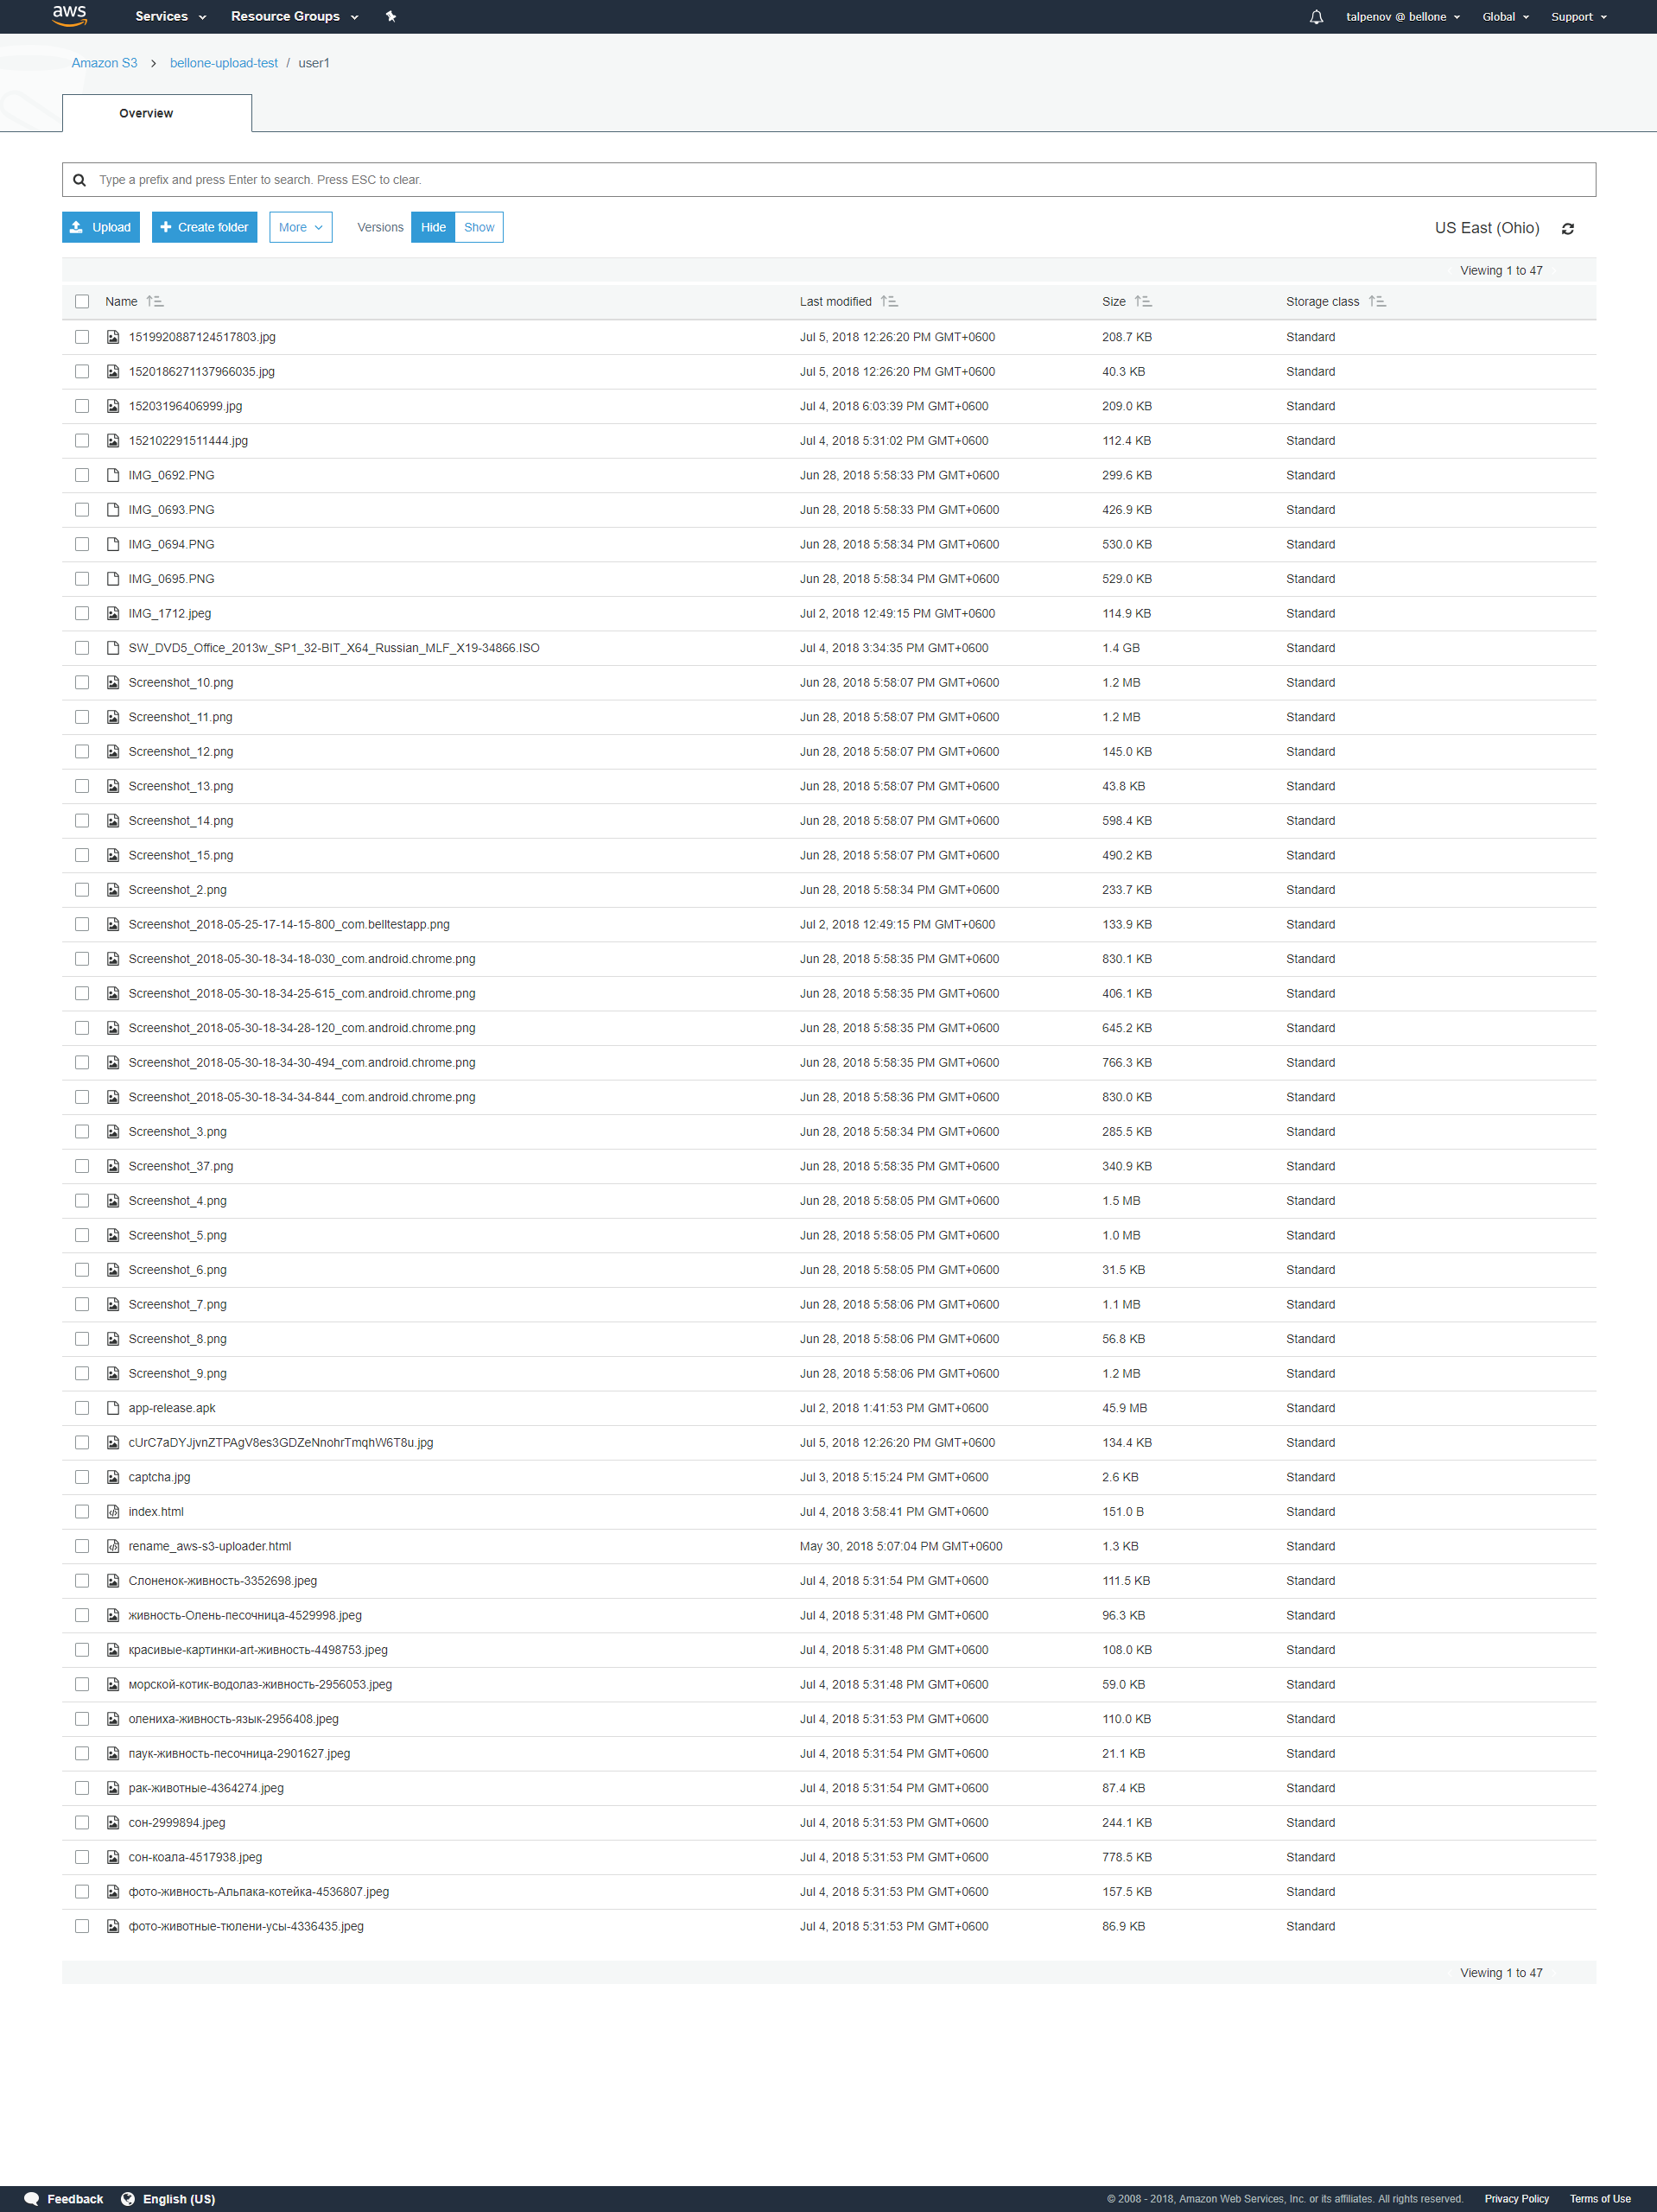 aws Services Resource Groups talpenov @ bellone Global Support
Amazon S3 > bellone-upload-test / user1
Overview
Type a prefix and press Enter to search. Press ESC to clear.
Upload + Create folder More Versions Hide Show US East (Ohio)
Viewing 1 to 47
Name Last modified Size Storage class
1519920887124517803.jpg Jul 5, 2018 12:26:20 PM GMT+0600 208.7 KB Standard
1520186271137966035.jpg Jul 5, 2018 12:26:20 PM GMT+0600 40.3 KB Standard
15203196406999.jpg Jul 4, 2018 6:03:39 PM GMT+0600 209.0 KB Standard
152102291511444.jpg Jul 4, 2018 5:31:02 PM GMT+0600 112.4 KB Standard
IMG_0692.PNG Jun 28, 2018 5:58:33 PM GMT+0600 299.6 KB Standard
IMG_0693.PNG Jun 28, 2018 5:58:33 PM GMT+0600 426.9 KB Standard
IMG_0694.PNG Jun 28, 2018 5:58:34 PM GMT+0600 530.0 KB Standard
IMG_0695.PNG Jun 28, 2018 5:58:34 PM GMT+0600 529.0 KB Standard
IMG_1712.jpeg Jul 2, 2018 12:49:15 PM GMT+0600 114.9 KB Standard
SW_DVD5_Office_2013w_SP1_32-BIT_X64_Russian_MLF_X19-34866.ISO Jul 4, 2018 3:34:35 PM GMT+0600 1.4 GB Standard
Screenshot_10.png Jun 28, 2018 5:58:07 PM GMT+0600 1.2 MB Standard
Screenshot_11.png Jun 28, 2018 5:58:07 PM GMT+0600 1.2 MB Standard
Screenshot_12.png Jun 28, 2018 5:58:07 PM GMT+0600 145.0 KB Standard
Screenshot_13.png Jun 28, 2018 5:58:07 PM GMT+0600 43.8 KB Standard
Screenshot_14.png Jun 28, 2018 5:58:07 PM GMT+0600 598.4 KB Standard
Screenshot_15.png Jun 28, 2018 5:58:07 PM GMT+0600 490.2 KB Standard
Screenshot_2.png Jun 28, 2018 5:58:34 PM GMT+0600 233.7 KB Standard
Screenshot_2018-05-25-17-14-15-800_com.belltestapp.png Jul 2, 2018 12:49:15 PM GMT+0600 133.9 KB Standard
Screenshot_2018-05-30-18-34-18-030_com.android.chrome.png Jun 28, 2018 5:58:35 PM GMT+0600 830.1 KB Standard
Screenshot_2018-05-30-18-34-25-615_com.android.chrome.png Jun 28, 2018 5:58:35 PM GMT+0600 406.1 KB Standard
Screenshot_2018-05-30-18-34-28-120_com.android.chrome.png Jun 28, 2018 5:58:35 PM GMT+0600 645.2 KB Standard
Screenshot_2018-05-30-18-34-30-494_com.android.chrome.png Jun 28, 2018 5:58:35 PM GMT+0600 766.3 KB Standard
Screenshot_2018-05-30-18-34-34-844_com.android.chrome.png Jun 28, 2018 5:58:36 PM GMT+0600 830.0 KB Standard
Screenshot_3.png Jun 28, 2018 5:58:34 PM GMT+0600 285.5 KB Standard
Screenshot_37.png Jun 28, 2018 5:58:35 PM GMT+0600 340.9 KB Standard
Screenshot_4.png Jun 28, 2018 5:58:05 PM GMT+0600 1.5 MB Standard
Screenshot_5.png Jun 28, 2018 5:58:05 PM GMT+0600 1.0 MB Standard
Screenshot_6.png Jun 28, 2018 5:58:05 PM GMT+0600 31.5 KB Standard
Screenshot_7.png Jun 28, 2018 5:58:06 PM GMT+0600 1.1 MB Standard
Screenshot_8.png Jun 28, 2018 5:58:06 PM GMT+0600 56.8 KB Standard
Screenshot_9.png Jun 28, 2018 5:58:06 PM GMT+0600 1.2 MB Standard
app-release.apk Jul 2, 2018 1:41:53 PM GMT+0600 45.9 MB Standard
cUrC7aDYJjvnZTPAgV8es3GDZeNnohrTmqhW6T8u.jpg Jul 5, 2018 12:26:20 PM GMT+0600 134.4 KB Standard
captcha.jpg Jul 3, 2018 5:15:24 PM GMT+0600 2.6 KB Standard
index.html Jul 4, 2018 3:58:41 PM GMT+0600 151.0 B Standard
rename_aws-s3-uploader.html May 30, 2018 5:07:04 PM GMT+0600 1.3 KB Standard
Слоненок-живность-3352698.jpeg Jul 4, 2018 5:31:54 PM GMT+0600 111.5 KB Standard
живность-Олень-песочница-4529998.jpeg Jul 4, 2018 5:31:48 PM GMT+0600 96.3 KB Standard
красивые-картинки-art-живность-4498753.jpeg Jul 4, 2018 5:31:48 PM GMT+0600 108.0 KB Standard
морской-котик-водолаз-живность-2956053.jpeg Jul 4, 2018 5:31:48 PM GMT+0600 59.0 KB Standard
олениха-живность-язык-2956408.jpeg Jul 4, 2018 5:31:53 PM GMT+0600 110.0 KB Standard
паук-живность-песочница-2901627.jpeg Jul 4, 2018 5:31:54 PM GMT+0600 21.1 KB Standard
рак-животные-4364274.jpeg Jul 4, 2018 5:31:54 PM GMT+0600 87.4 KB Standard
сон-2999894.jpeg Jul 4, 2018 5:31:53 PM GMT+0600 244.1 KB Standard
сон-коала-4517938.jpeg Jul 4, 2018 5:31:53 PM GMT+0600 778.5 KB Standard
фото-живность-Альпака-котейка-4536807.jpeg Jul 4, 2018 5:31:53 PM GMT+0600 157.5 KB Standard
фото-животные-тюлени-усы-4336435.jpeg Jul 4, 2018 5:31:53 PM GMT+0600 86.9 KB Standard
Viewing 1 to 47
Feedback English (US) © 2008 - 2018, Amazon Web Services, Inc. or its affiliates. All rights reserved. Privacy Policy Terms of Use